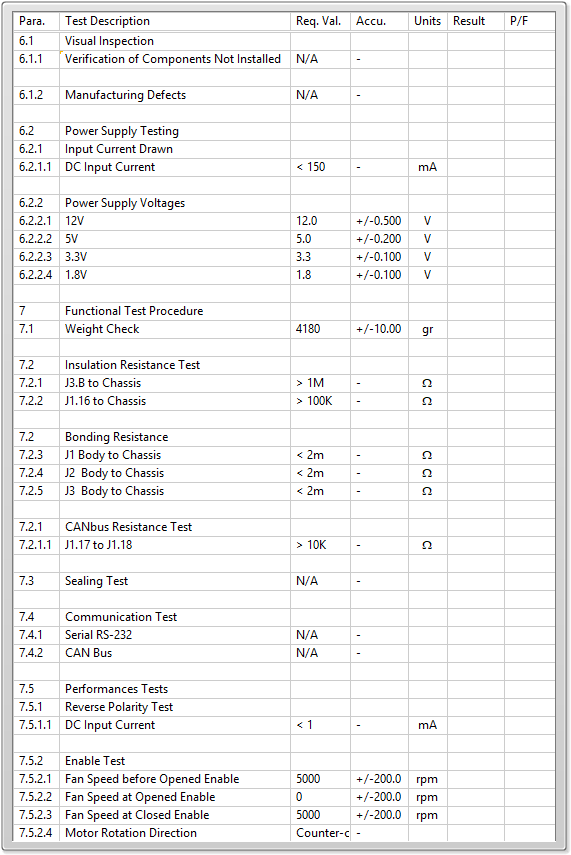 Para. Test Description Req. Val. Accu. Units Result P/F
6.1 Visual Inspection
6.1.1 Verification of Components Not Installed N/A -
6.1.2 Manufacturing Defects N/A -
6.2 Power Supply Testing
6.2.1 Input Current Drawn
6.2.1.1 DC Input Current < 150 - mA
6.2.2 Power Supply Voltages
6.2.2.1 12V 12.0 +/-0.500 V
6.2.2.2 5V 5.0 +/-0.200 V
6.2.2.3 3.3V 3.3 +/-0.100 V
6.2.2.4 1.8V 1.8 +/-0.100 V
7 Functional Test Procedure
7.1 Weight Check 4180 +/-10.00 gr
7.2 Insulation Resistance Test
7.2.1 J3.B to Chassis > 1M - Ω
7.2.2 J1.16 to Chassis > 100K - Ω
7.2 Bonding Resistance
7.2.3 J1 Body to Chassis < 2m - Ω
7.2.4 J2 Body to Chassis < 2m - Ω
7.2.5 J3 Body to Chassis < 2m - Ω
7.2.1 CANbus Resistance Test
7.2.1.1 J1.17 to J1.18 > 10K - Ω
7.3 Sealing Test N/A -
7.4 Communication Test
7.4.1 Serial RS-232 N/A -
7.4.2 CAN Bus N/A -
7.5 Performances Tests
7.5.1 Reverse Polarity Test
7.5.1.1 DC Input Current < 1 - mA
7.5.2 Enable Test
7.5.2.1 Fan Speed before Opened Enable 5000 +/-200.0 rpm
7.5.2.2 Fan Speed at Opened Enable 0 +/-200.0 rpm
7.5.2.3 Fan Speed at Closed Enable 5000 +/-200.0 rpm
7.5.2.4 Motor Rotation Direction Counter-c -